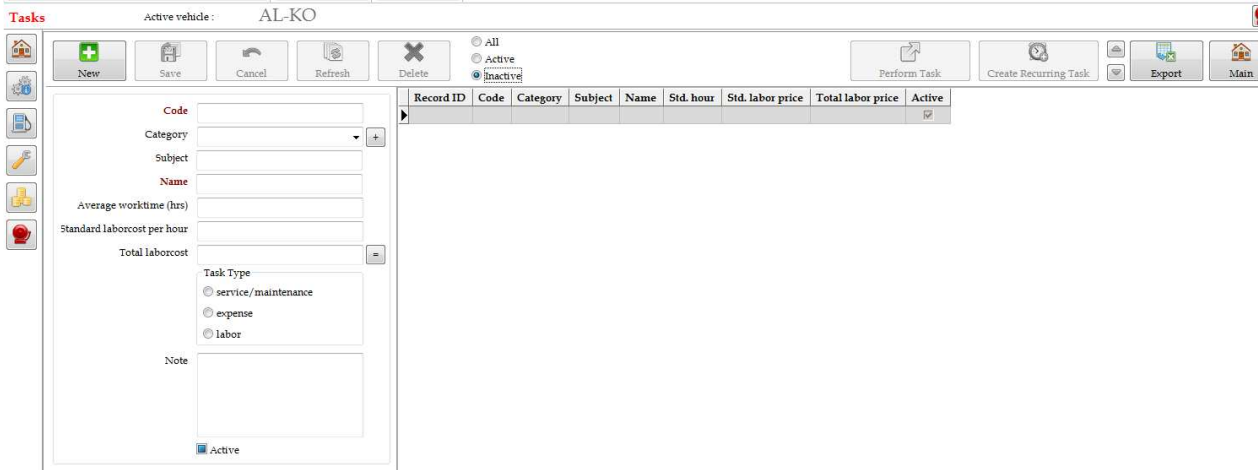 Tasks
Active vehicle :
AL-KO
New
Save
Cancel
Refresh
Delete
All
Active
Inactive
Perform Task
Create Recurring Task
Export
Main
Code
Category
+
Subject
Name
Average worktime (hrs)
Standard laborcost per hour
Total laborcost
=
Task Type
service/maintenance
expense
labor
Note
Active
Record ID Code Category Subject Name Std. hour Std. labor price Total labor price Active